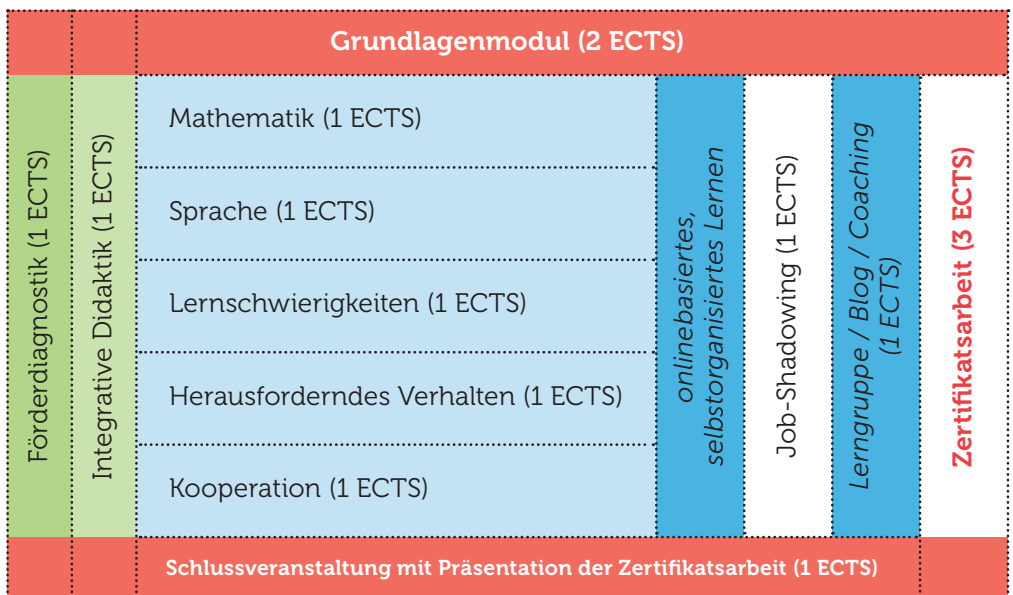 Grundlagenmodul (2 ECTS)
Förderdiagnostik (1 ECTS)
Integrative Didaktik (1 ECTS)
Mathematik (1 ECTS)
Sprache (1 ECTS)
Lernschwierigkeiten (1 ECTS)
Herausforderndes Verhalten (1 ECTS)
Kooperation (1 ECTS)
onlinebasiertes,
selbstorganisiertes Lernen
Job-Shadowing (1 ECTS)
Lerngruppe / Blog / Coaching
(1 ECTS)
Zertifikatsarbeit (3 ECTS)
Schlussveranstaltung mit Präsentation der Zertifikatsarbeit (1 ECTS)